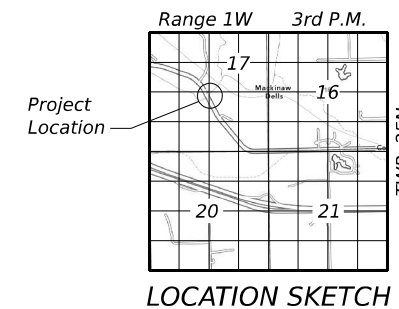 Range 1W 3rd P.M.
17
Mackinaw
Dells
16
Project
Location
20
21
LOCATION SKETCH